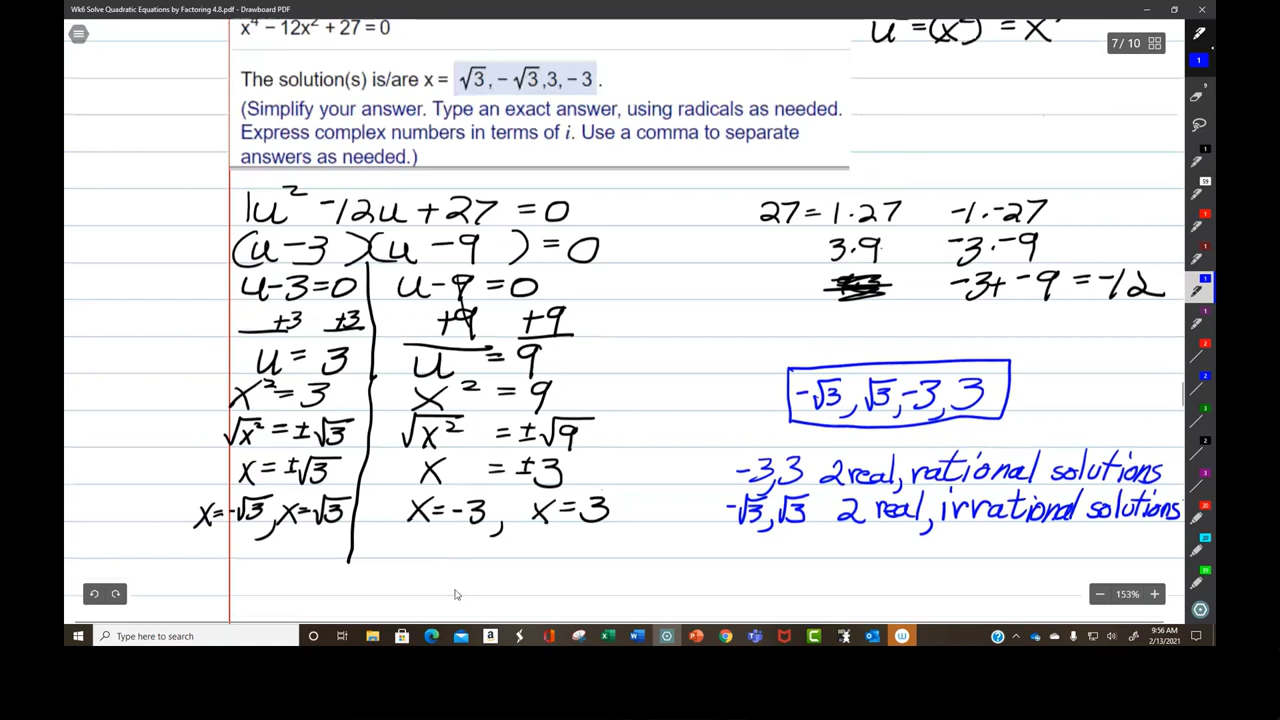 Wk6 Solve Quadratic Equations by Factoring 4.8.pdf - Drawboard PDF
x⁴ − 12x² + 27 = 0
u = (x²) = x
7 / 10
The solution(s) is/are x = √3, − √3,3, − 3.
(Simplify your answer. Type an exact answer, using radicals as needed.
Express complex numbers in terms of i. Use a comma to separate
answers as needed.)
1u² -12u + 27 = 0
(u - 3)(u - 9) = 0
u-3=0
+3 +3
u = 3
x² = 3
√x² = ±√3
x = ±√3
x=-√3, x=√3
u-9=0
+9 +9
u = 9
x² = 9
√x² = ±√9
x = ±3
x=-3, x=3
27 = 1·27 -1·-27
3·9 -3·-9
-3+ -9 = -12
-√3, √3, -3, 3
-3,3 2 real, rational solutions
-√3, √3 2 real, irrational solutions
153%
Type here to search
9:56 AM
2/13/2021